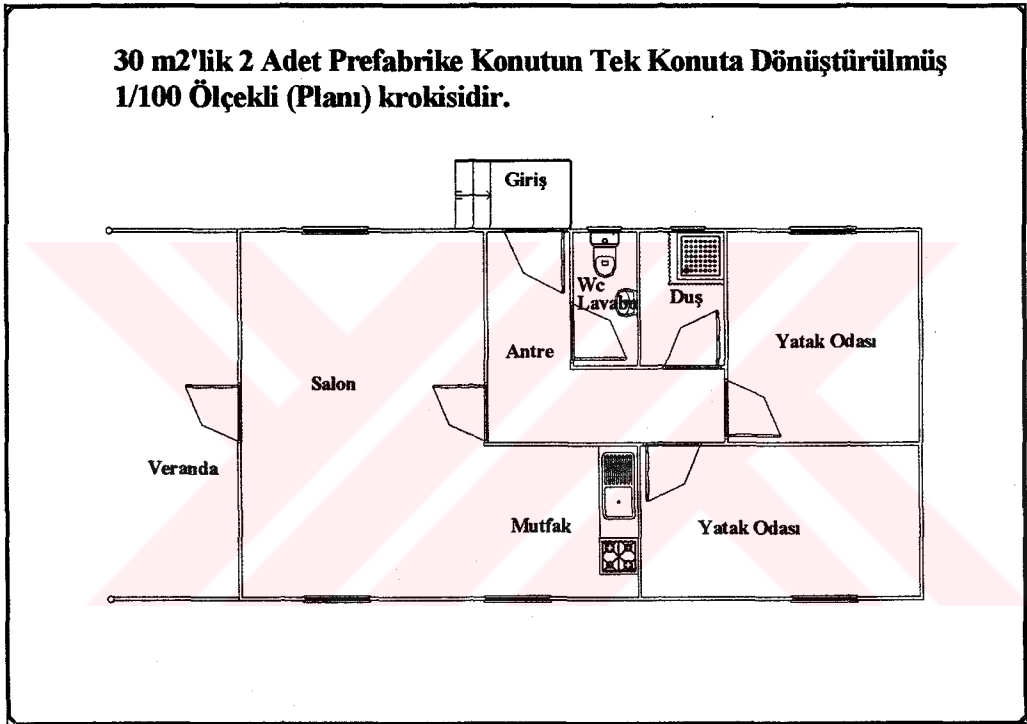 30 m2'lik 2 Adet Prefabrike Konutun Tek Konuta Dönüştürülmüş
1/100 Ölçekli (Planı) krokisidir.
Giriş
Wc
Lavabo
Duş
Yatak Odası
Antre
Salon
Veranda
Mutfak
Yatak Odası